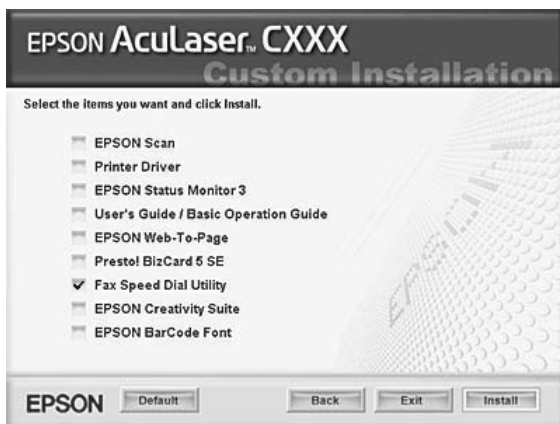 EPSON AcuLaser™ CXXX
Custom Installation
Select the items you want and click Install.
EPSON Scan
Printer Driver
EPSON Status Monitor 3
User's Guide / Basic Operation Guide
EPSON Web-To-Page
Presto! BizCard 5 SE
Fax Speed Dial Utility
EPSON Creativity Suite
EPSON BarCode Font
EPSON
EPSON Default Back Exit Install